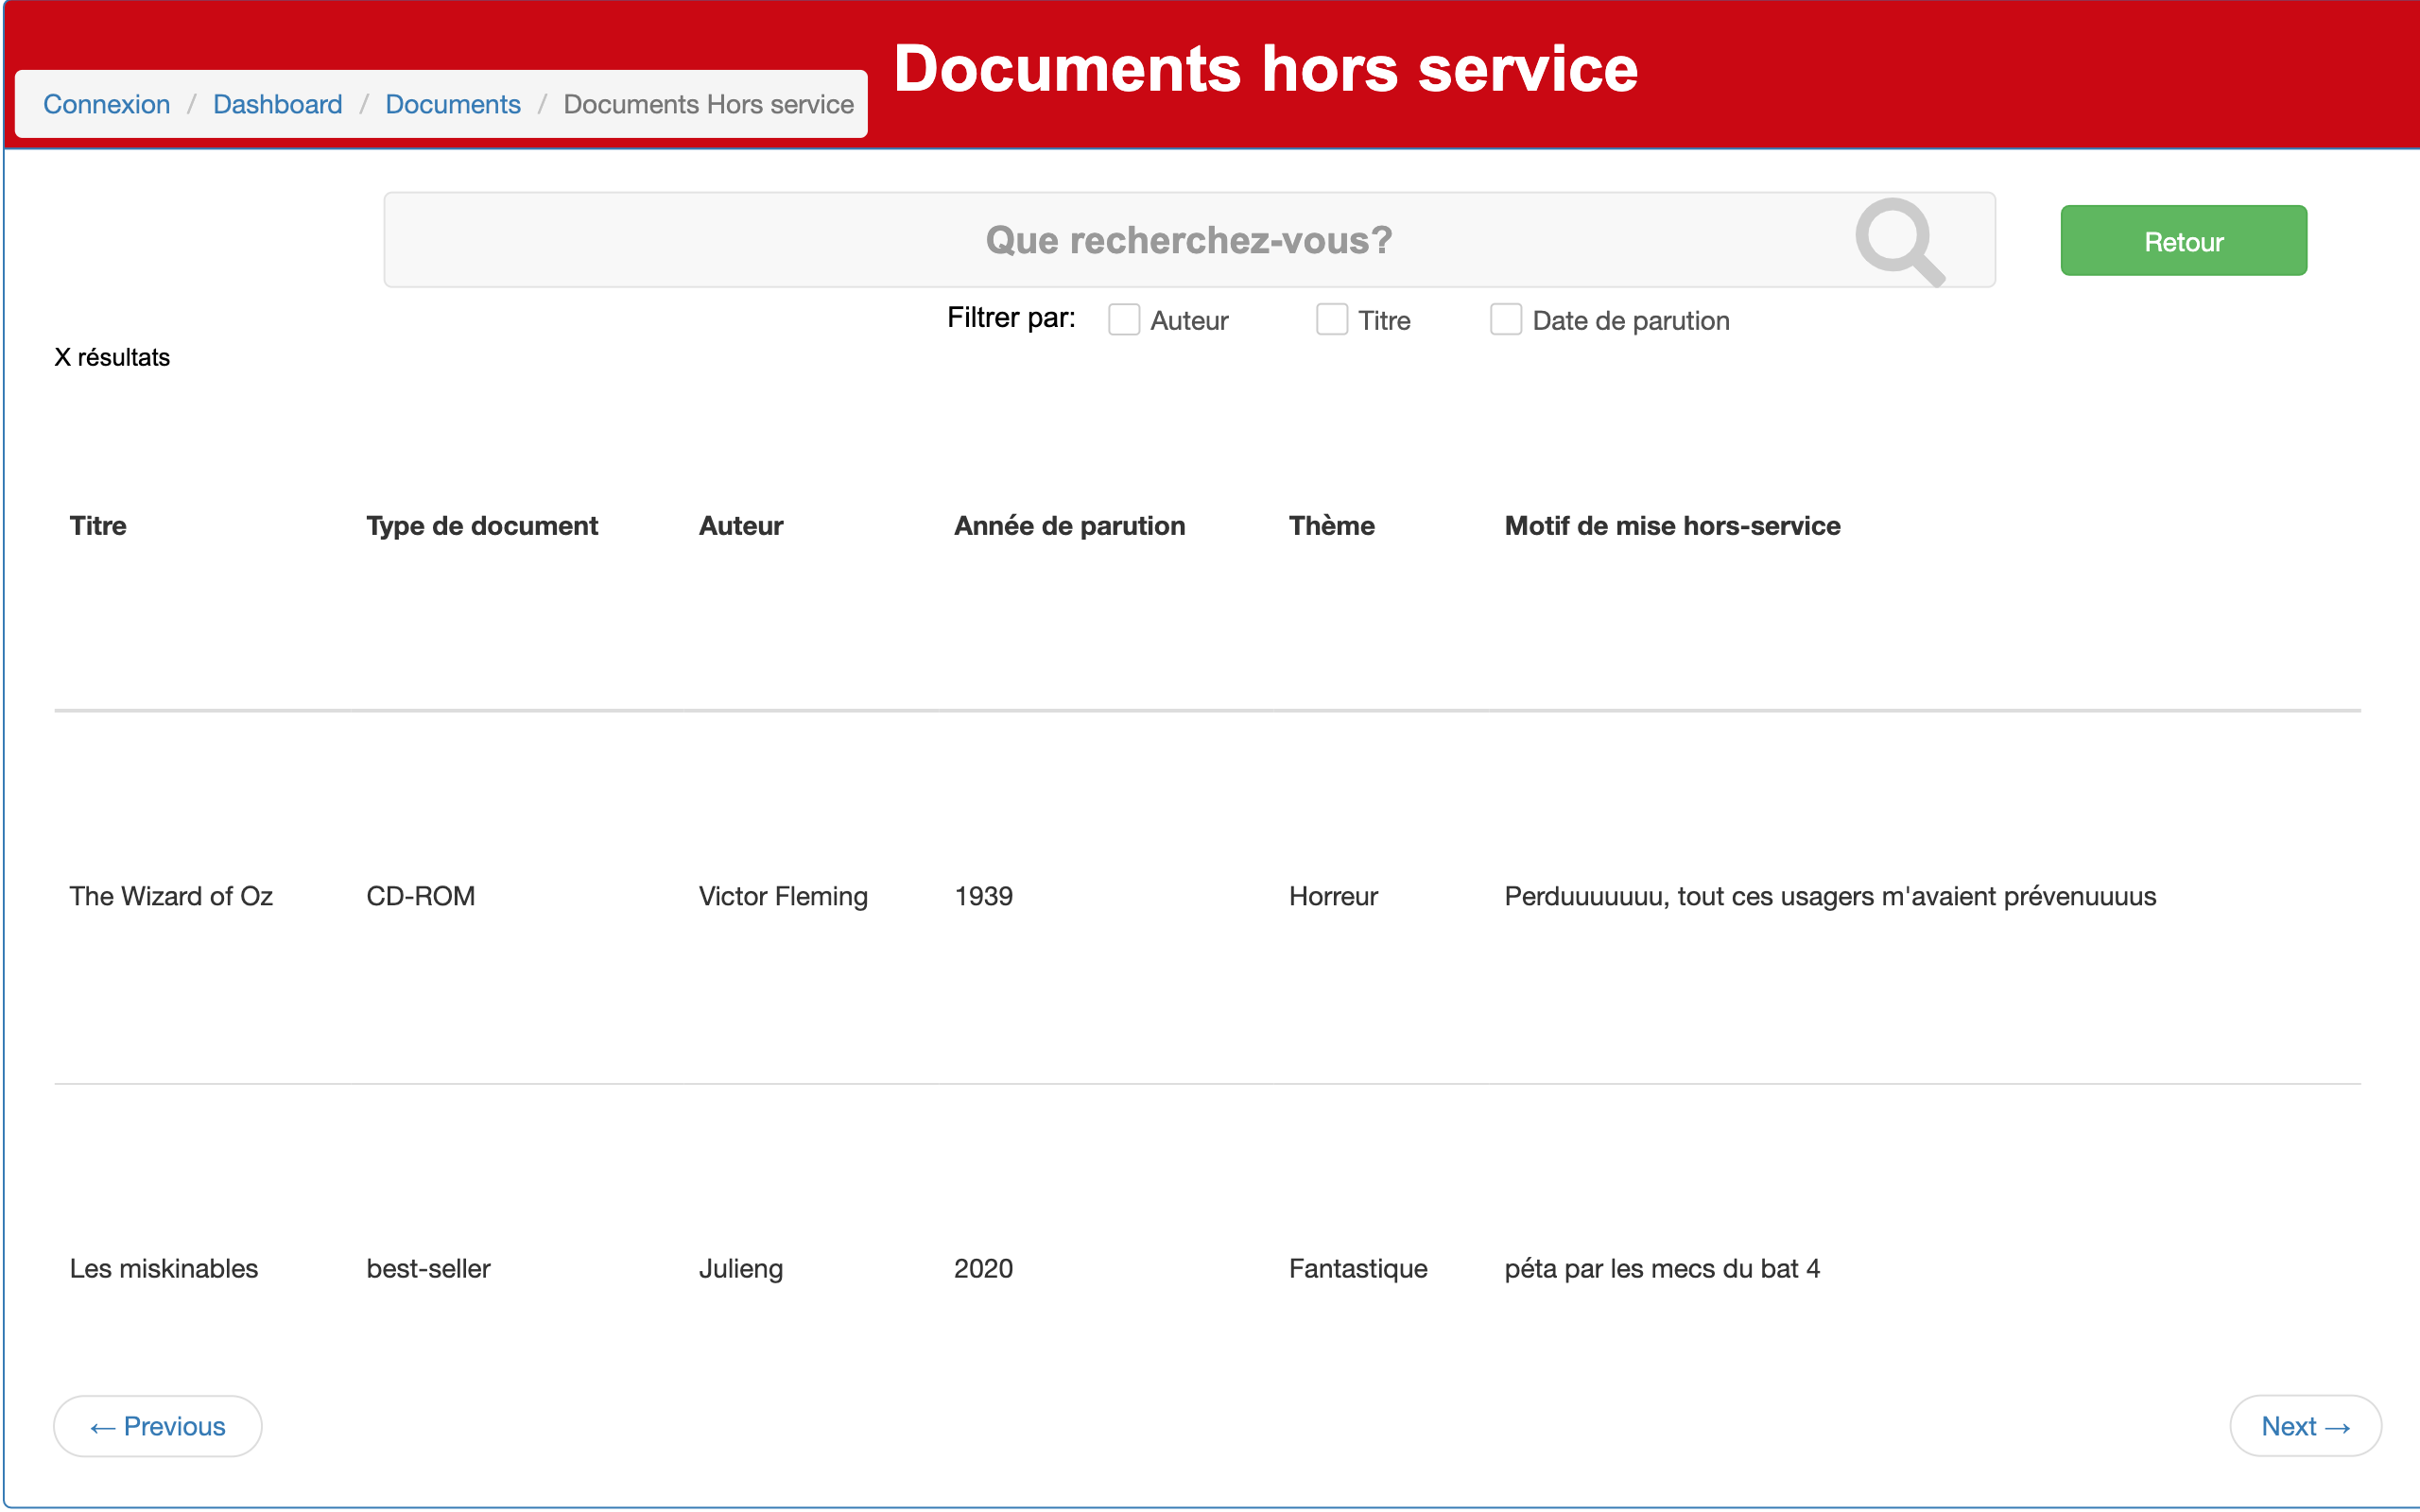 Documents hors service
Connexion / Dashboard / Documents / Documents Hors service
Que recherchez-vous?
Retour
Filtrer par: Auteur Titre Date de parution
X résultats
Titre Type de document Auteur Année de parution Thème Motif de mise hors-service
The Wizard of Oz CD-ROM Victor Fleming 1939 Horreur Perduuuuuuu, tout ces usagers m'avaient prévenuuuus
Les miskinables best-seller Julieng 2020 Fantastique péta par les mecs du bat 4
← Previous Next →